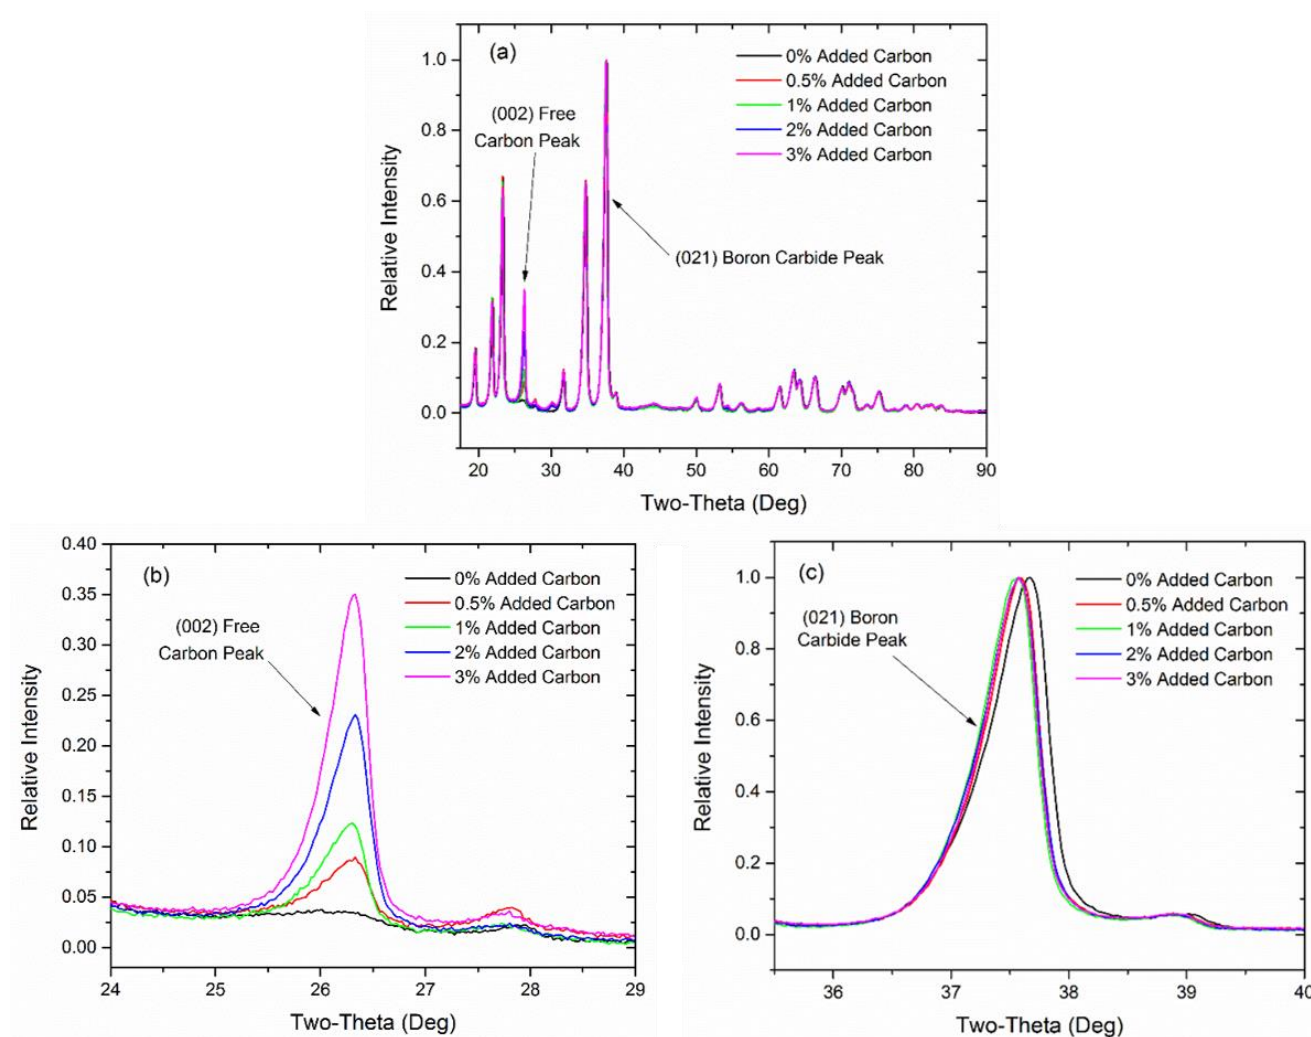 (a)
0% Added Carbon
0.5% Added Carbon
1% Added Carbon
2% Added Carbon
3% Added Carbon
(002) Free
Carbon Peak
(021) Boron Carbide Peak
Relative Intensity
1.0
0.8
0.6
0.4
0.2
0.0
20 30 40 50 60 70 80 90
Two-Theta (Deg)
(b)
0% Added Carbon
0.5% Added Carbon
1% Added Carbon
2% Added Carbon
3% Added Carbon
(002) Free
Carbon Peak
Relative Intensity
0.40
0.35
0.30
0.25
0.20
0.15
0.10
0.05
0.00
24 25 26 27 28 29
Two-Theta (Deg)
(c)
0% Added Carbon
0.5% Added Carbon
1% Added Carbon
2% Added Carbon
3% Added Carbon
(021) Boron
Carbide Peak
Relative Intensity
1.0
0.8
0.6
0.4
0.2
0.0
36 37 38 39 40
Two-Theta (Deg)